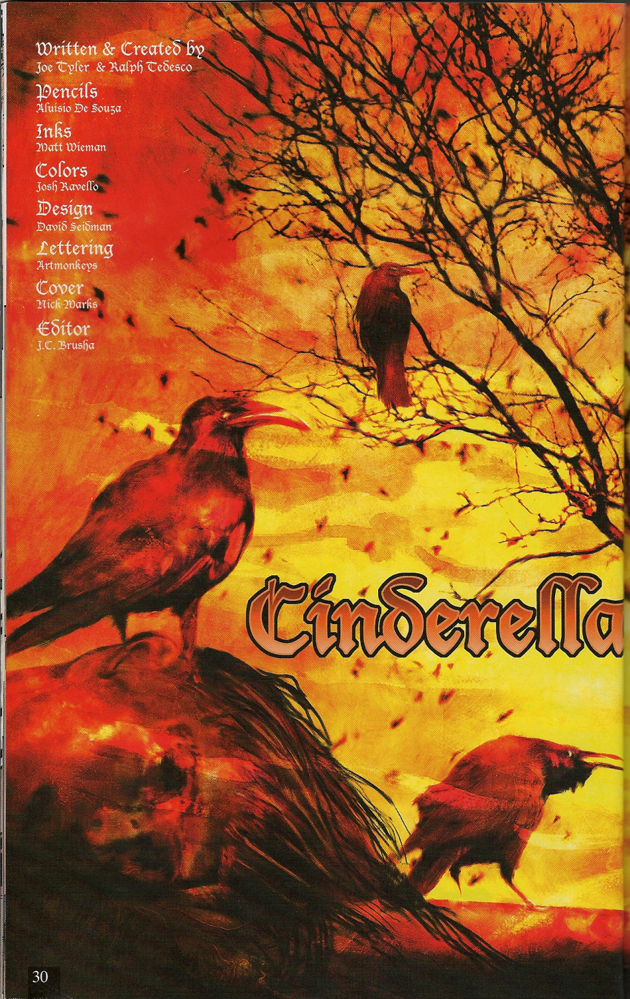 Written & Created by
Joe Tyler & Ralph Tedesco
Pencils
Aluisio De Souza
Inks
Matt Wieman
Colors
Josh Ravello
Design
David Seidman
Lettering
Artmonkeys
Cover
Nick Marks
Editor
J.C. Brusha
Cinderella
30